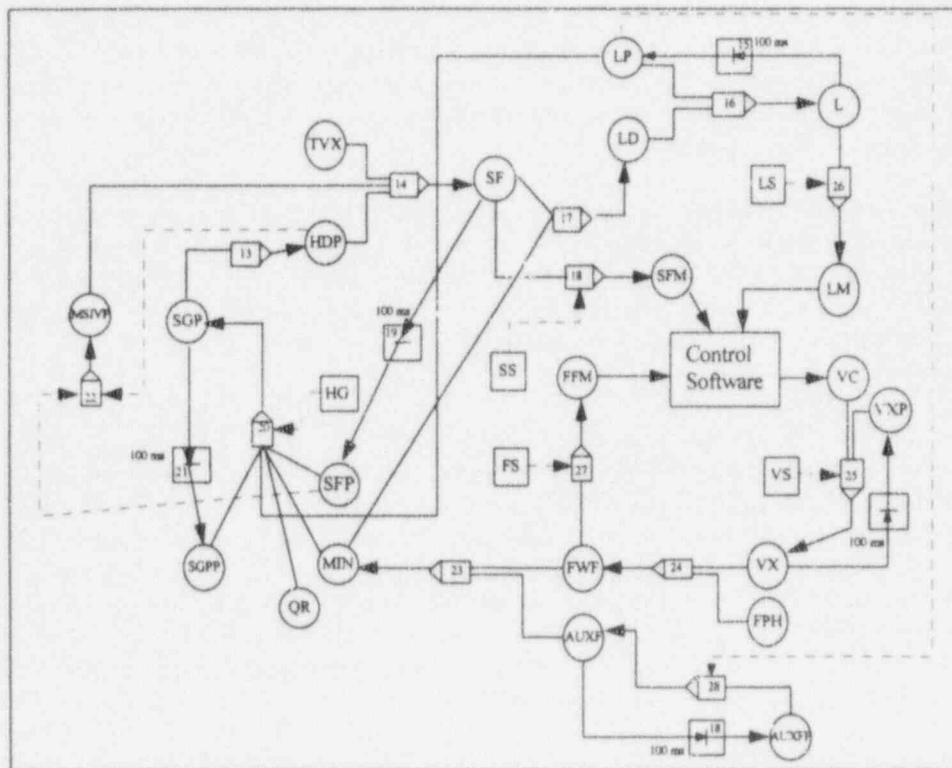 LP
15
100 ms
16
L
TVX
LD
14
SF
LS
26
17
13
HDP
18
SFM
LM
MSIVP
SGP
100 ms
19
SS
FFM
Control
Software
VC
VXP
22
HG
100 ms
21
SFP
FS
27
VS
25
100 ms
SGPP
MIN
23
FWF
24
VX
QR
AUXF
FPH
28
100 ms
18